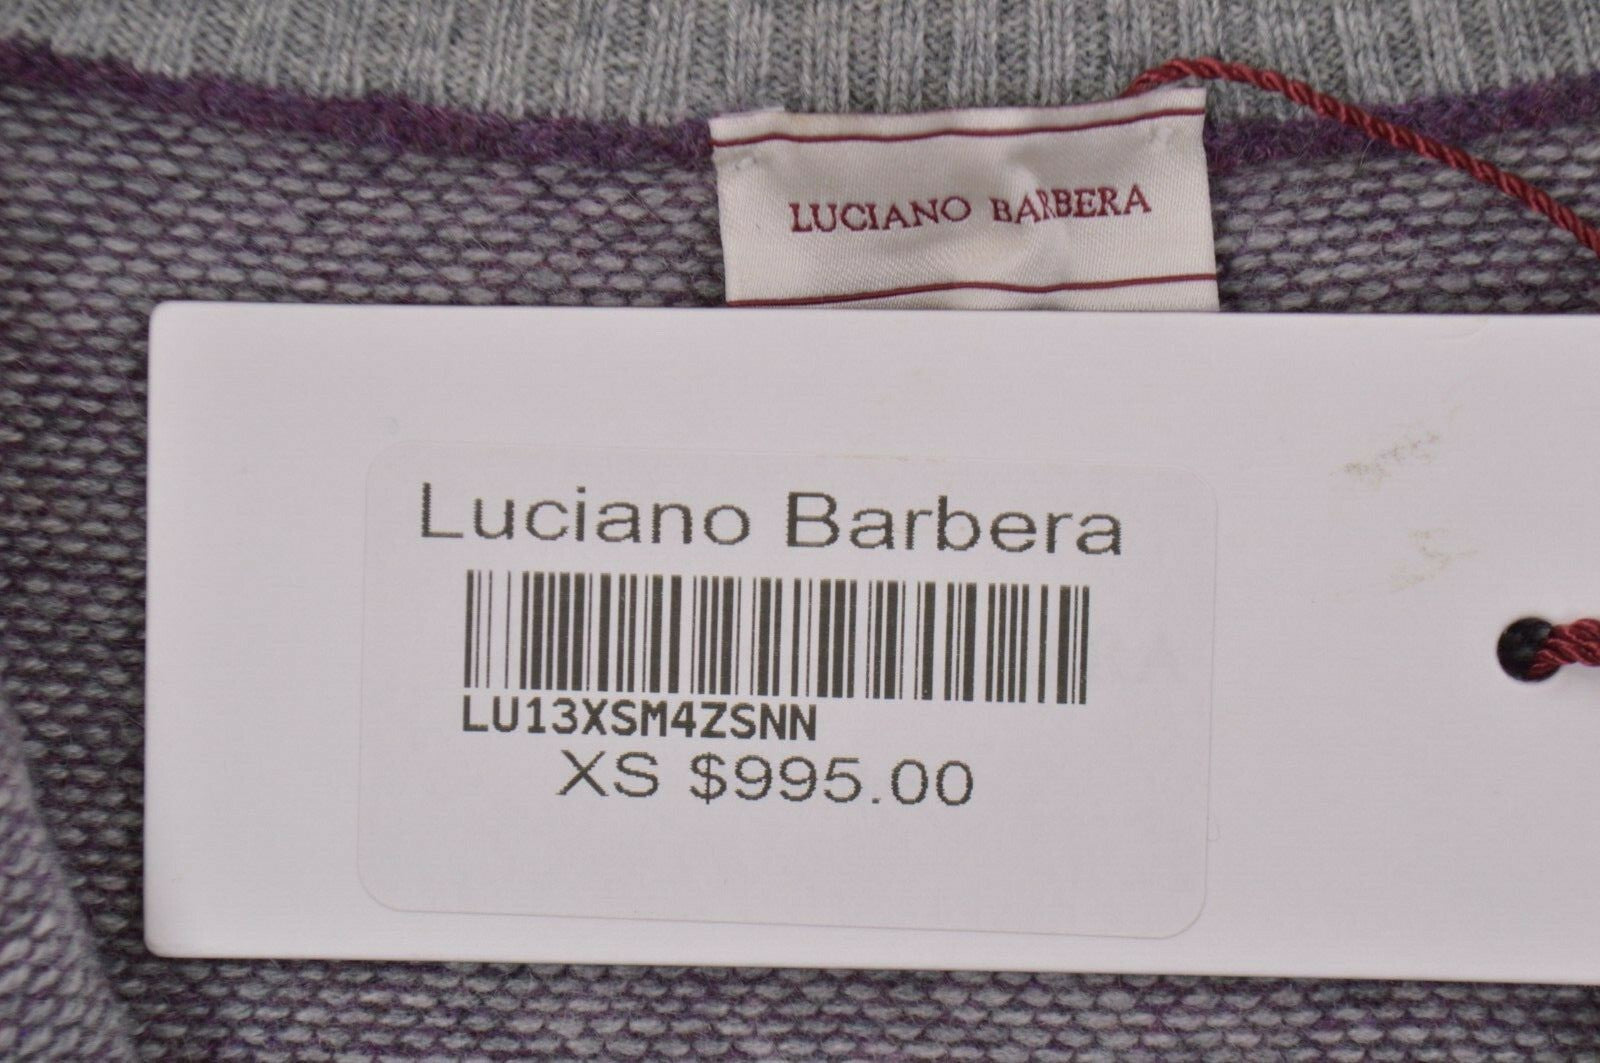 LUCIANO BARBERA
Luciano Barbera
LU13XSM4ZSNN
XS $995.00